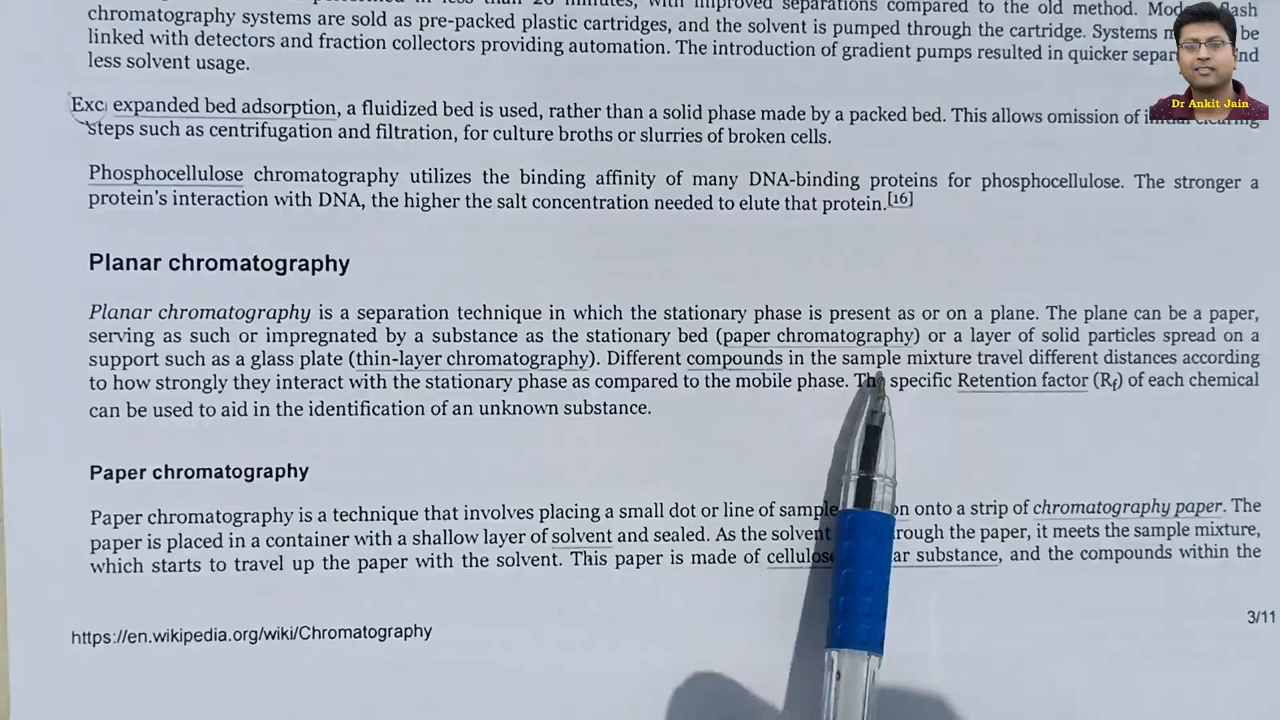 chromatography systems are sold as pre-packed plastic cartridges, and the solvent is pumped through the cartridge. Systems be
linked with detectors and fraction collectors providing automation. The introduction of gradient pumps resulted in quicker
less solvent usage.
Exc expanded bed adsorption, a fluidized bed is used, rather than a solid phase made by a packed bed. This allows omission of
steps such as centrifugation and filtration, for culture broths or slurries of broken cells.
Phosphocellulose chromatography utilizes the binding affinity of many DNA-binding proteins for phosphocellulose. The stronger a
protein's interaction with DNA, the higher the salt concentration needed to elute that protein.[16]
Planar chromatography
Planar chromatography is a separation technique in which the stationary phase is present as or on a plane. The plane can be a paper,
serving as such or impregnated by a substance as the stationary bed (paper chromatography) or a layer of solid particles spread on a
support such as a glass plate (thin-layer chromatography). Different compounds in the sample mixture travel different distances according
to how strongly they interact with the stationary phase as compared to the mobile phase. The specific Retention factor (Rf) of each chemical
can be used to aid in the identification of an unknown substance.
Paper chromatography
Paper chromatography is a technique that involves placing a small dot or line of sample onto a strip of chromatography paper. The
paper is placed in a container with a shallow layer of solvent and sealed. As the solvent through the paper, it meets the sample mixture,
which starts to travel up the paper with the solvent. This paper is made of substance, and the compounds within the
https://en.wikipedia.org/wiki/Chromatography
3/11
Dr Ankit Jain